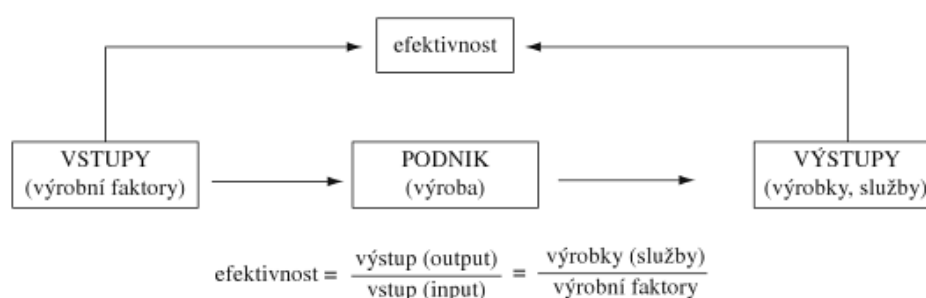 efektivnost
VSTUPY
(výrobní faktory)
PODNIK
(výroba)
VÝSTUPY
(výrobky, služby)
efektivnost = výstup (output) / vstup (input) = výrobky (služby) / výrobní faktory